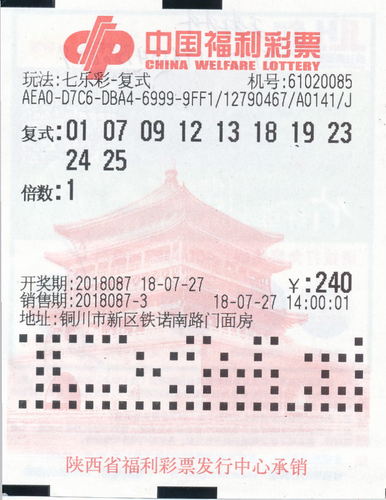 中国福利彩票
CHINA WELFARE LOTTERY
玩法:七乐彩-复式 机号:61020085
AEA0-D7C6-DBA4-6999-9FF1/12790467/A0141/J
复式:01 07 09 12 13 18 19 23
24 25
倍数:1
开奖期:2018087 18-07-27 ¥:240
销售期:2018087-3 18-07-27 14:00:01
地址:铜川市新区铁诺南路门面房
陕西省福利彩票发行中心承销